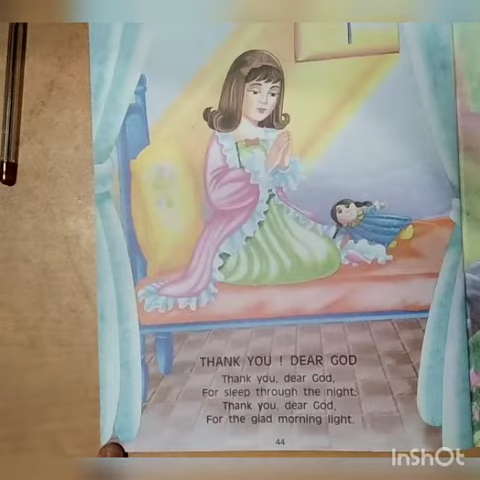 THANK YOU ! DEAR GOD
Thank you, dear God,
For sleep through the night;
Thank you, dear God,
For the glad morning light.
44
InShOt